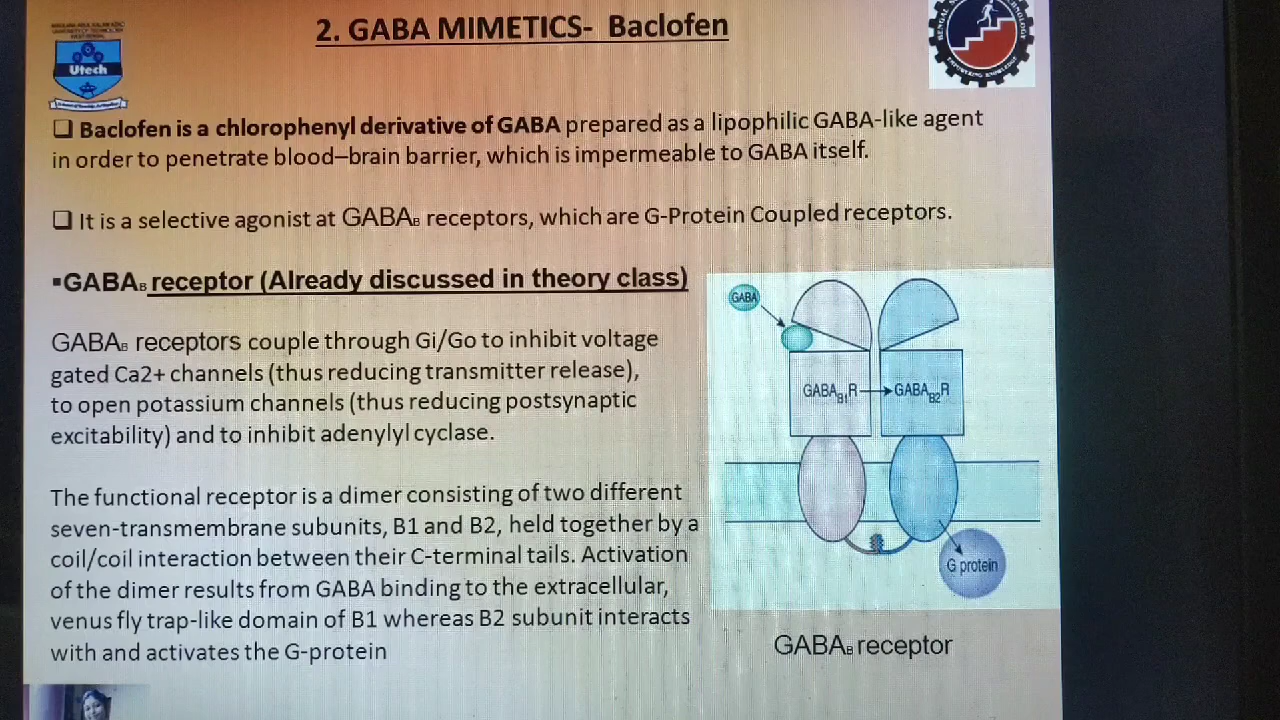 2. GABA MIMETICS- Baclofen
Utech
❑ Baclofen is a chlorophenyl derivative of GABA prepared as a lipophilic GABA-like agent
in order to penetrate blood–brain barrier, which is impermeable to GABA itself.
❑ It is a selective agonist at GABAB receptors, which are G-Protein Coupled receptors.
▪GABAB receptor (Already discussed in theory class)
GABAB receptors couple through Gi/Go to inhibit voltage
gated Ca2+ channels (thus reducing transmitter release),
to open potassium channels (thus reducing postsynaptic
excitability) and to inhibit adenylyl cyclase.
The functional receptor is a dimer consisting of two different
seven-transmembrane subunits, B1 and B2, held together by a
coil/coil interaction between their C-terminal tails. Activation
of the dimer results from GABA binding to the extracellular,
venus fly trap-like domain of B1 whereas B2 subunit interacts
with and activates the G-protein
GABA
GABAB1R
GABAB2R
G protein
GABAB receptor